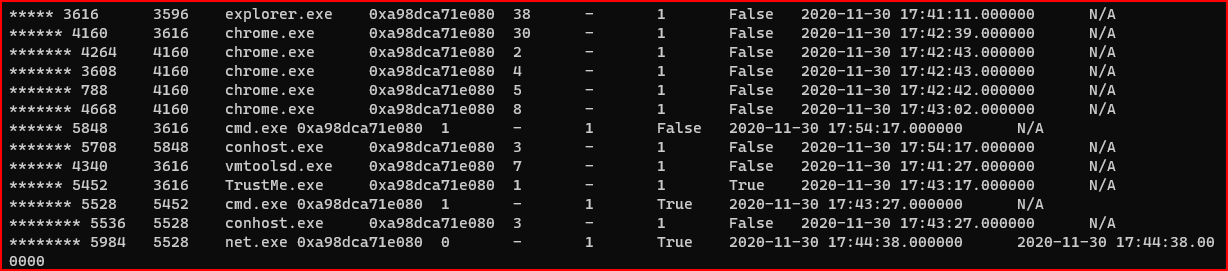 ***** 3616 3596 explorer.exe 0xa98dca71e080 38 - 1 False 2020-11-30 17:41:11.000000 N/A
****** 4160 3616 chrome.exe 0xa98dca71e080 30 - 1 False 2020-11-30 17:42:39.000000 N/A
******* 4264 4160 chrome.exe 0xa98dca71e080 2 - 1 False 2020-11-30 17:42:43.000000 N/A
******* 3608 4160 chrome.exe 0xa98dca71e080 4 - 1 False 2020-11-30 17:42:43.000000 N/A
******* 788 4160 chrome.exe 0xa98dca71e080 5 - 1 False 2020-11-30 17:42:42.000000 N/A
******* 4668 4160 chrome.exe 0xa98dca71e080 8 - 1 False 2020-11-30 17:43:02.000000 N/A
****** 5848 3616 cmd.exe 0xa98dca71e080 1 - 1 False 2020-11-30 17:54:17.000000 N/A
******* 5708 5848 conhost.exe 0xa98dca71e080 3 - 1 False 2020-11-30 17:54:17.000000 N/A
****** 4340 3616 vmtoolsd.exe 0xa98dca71e080 7 - 1 False 2020-11-30 17:41:27.000000 N/A
****** 5452 3616 TrustMe.exe 0xa98dca71e080 1 - 1 True 2020-11-30 17:43:17.000000 N/A
******* 5528 5452 cmd.exe 0xa98dca71e080 1 - 1 True 2020-11-30 17:43:27.000000 N/A
******** 5536 5528 conhost.exe 0xa98dca71e080 3 - 1 False 2020-11-30 17:43:27.000000 N/A
******** 5984 5528 net.exe 0xa98dca71e080 0 - 1 True 2020-11-30 17:44:38.000000 2020-11-30 17:44:38.00
0000